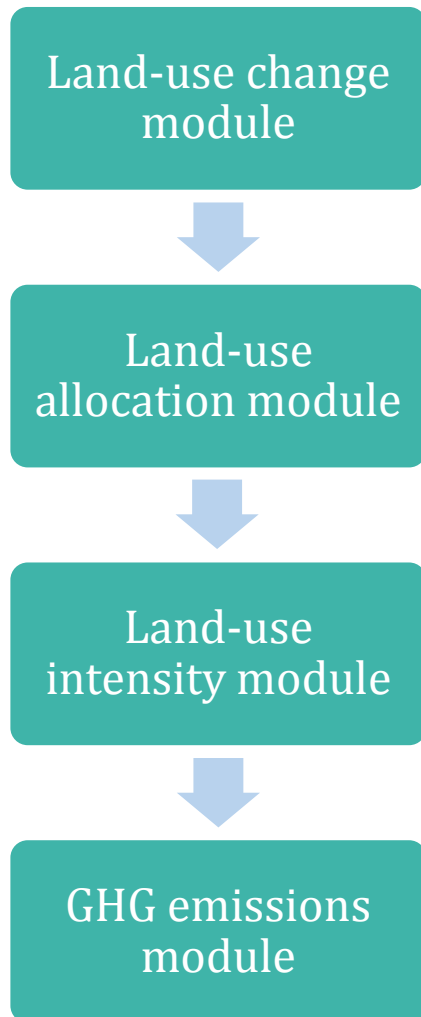 Land-use change
module
Land-use
allocation module
Land-use
intensity module
GHG emissions
module